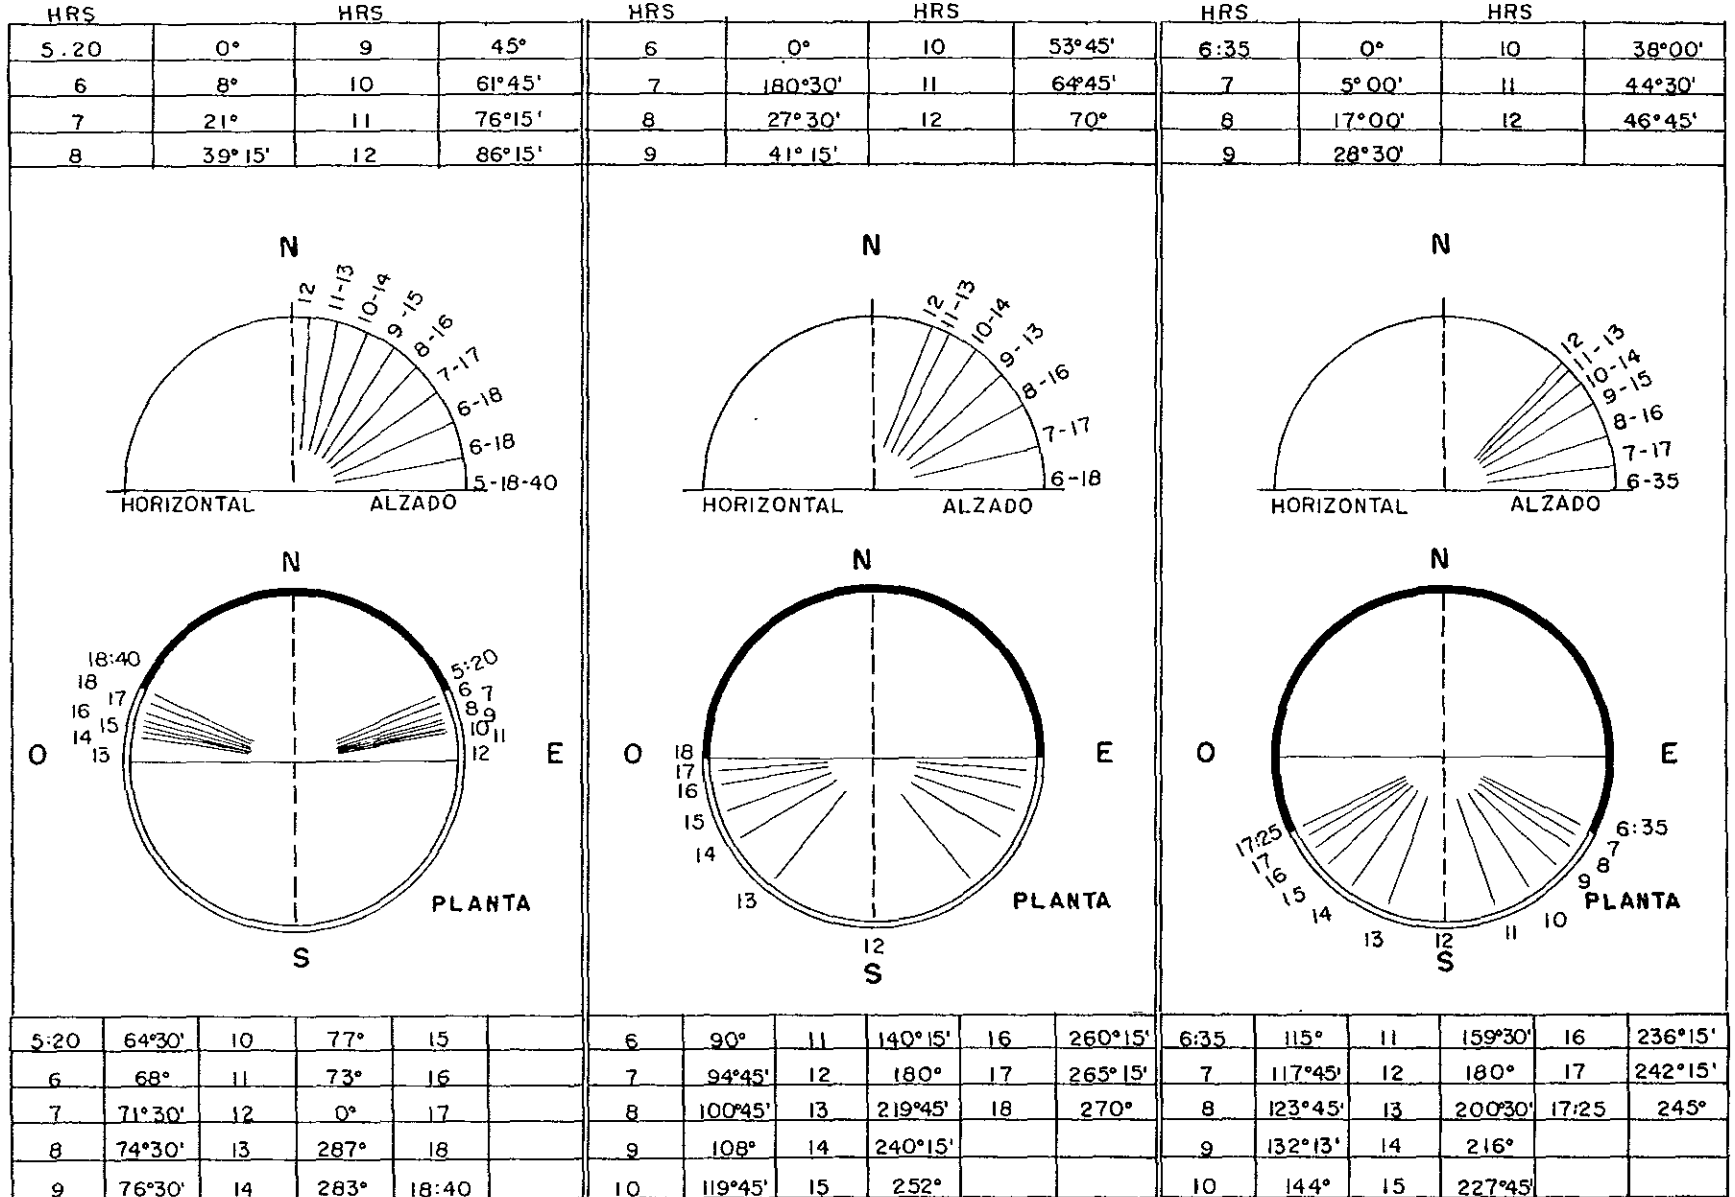 HRS HRS HRS HRS HRS HRS
5.20 0° 9 45° 6 0° 10 53°45' 6:35 0° 10 38°00'
6 8° 10 61°45' 7 180°30' 11 64°45' 7 5°00' 11 44°30'
7 21° 11 76°15' 8 27°30' 12 70° 8 17°00' 12 46°45'
8 39°15' 12 86°15' 9 41°15' 9 28°30'
N
12
11-13
10-14
9-15
8-16
7-17
6-18
6-18
5-18-40
HORIZONTAL ALZADO
N
12
11-13
10-14
9-13
8-16
7-17
6-18
HORIZONTAL ALZADO
N
12
11-13
10-14
9-15
8-16
7-17
6-35
HORIZONTAL ALZADO
N
18:40
18
17
16
15
14
13
O
5:20
6 7
8 9
10 11
12
E
PLANTA
S
N
O
18
17
16
15
14
13
12
E
PLANTA
S
N
O
17:25
17
16
15
14
13
12
11
10
9
8
7
6:35
E
PLANTA
S
5:20 64°30' 10 77° 15 6 90° 11 140°15' 16 260°15' 6:35 115° 11 159°30' 16 236°15'
6 68° 11 73° 16 7 94°45' 12 180° 17 265°15' 7 117°45' 12 180° 17 242°15'
7 71°30' 12 0° 17 8 100°45' 13 219°45' 18 270° 8 123°45' 13 200°30' 17:25 245°
8 74°30' 13 287° 18 9 108° 14 240°15' 9 132°13' 14 216°
9 76°30' 14 283° 18:40 10 119°45' 15 252° 10 144° 15 227°45'